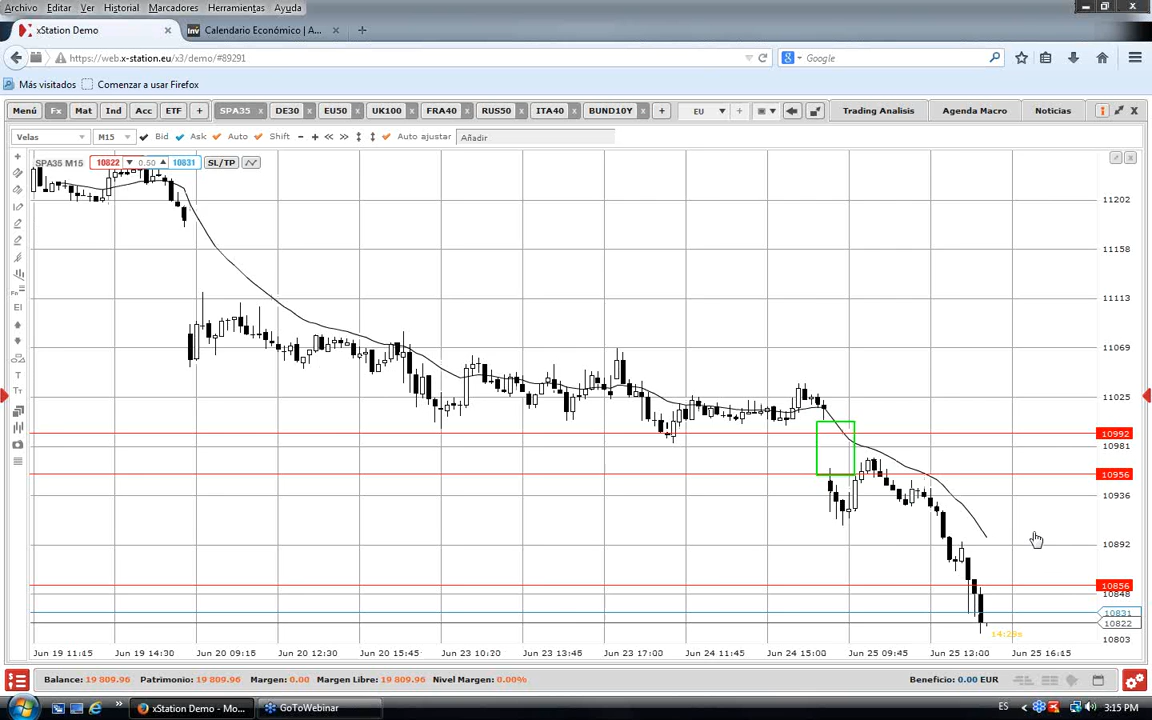 Archivo Ver Historial Marcadores Herramientas Ayuda
xStation Demo
Inv Calendario Económico | A...
https://web.x-station.eu/x3/demo/#89291
Google
Más visitados Comenzar a usar Firefox
Menú Fx Mat Ind Acc ETF + SPA35 x DE30 x EU50 x UK100 x FRA40 x RUS50 x ITA40 x BUND10Y x EU Trading Analisis Agenda Macro Noticias
Velas M15 Bid Ask Auto Shift Auto ajustar Añadir
SPA35 M15 10822 0.50 10831 SL/TP
11202
11158
11113
11069
11025
10992
10981
10956
10936
10892
10856
10848
10831
10822
10803
14:28s
Jun 19 11:45 Jun 19 14:30 Jun 20 09:15 Jun 20 12:30 Jun 20 15:45 Jun 23 10:20 Jun 23 13:45 Jun 23 17:00 Jun 24 11:45 Jun 24 15:00 Jun 25 09:45 Jun 25 12:00 Jun 25 16:15
Balance: 19 809.96 Patrimonio: 19 809.96 Margen: 0.00 Margen Libre: 19 809.96 Nivel Margen: 0.00% Beneficio: 0.00 EUR
xStation Demo - Mo... GoToWebinar ES 3:15 PM